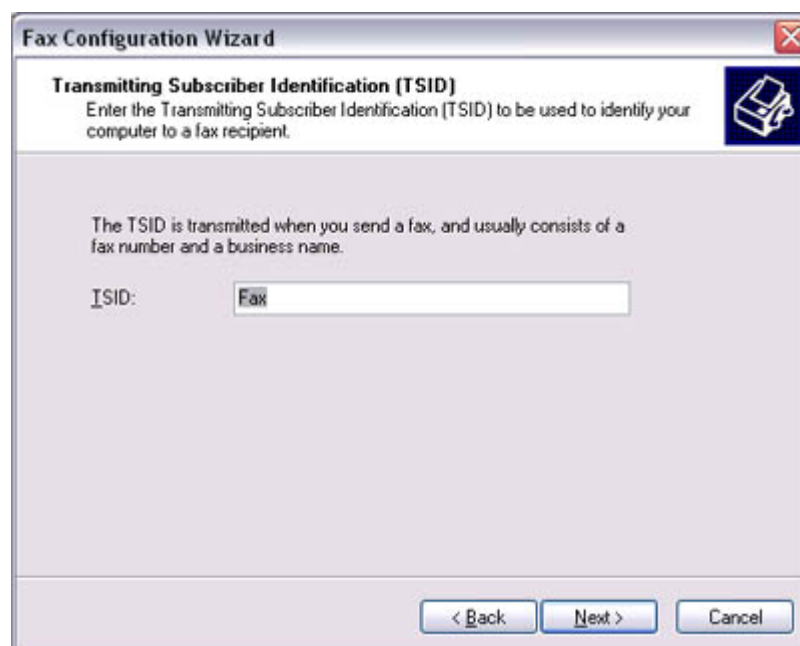 Fax Configuration Wizard
Transmitting Subscriber Identification (TSID)
Enter the Transmitting Subscriber Identification (TSID) to be used to identify your
computer to a fax recipient.
The TSID is transmitted when you send a fax, and usually consists of a
fax number and a business name.
TSID: Fax
< Back Next > Cancel